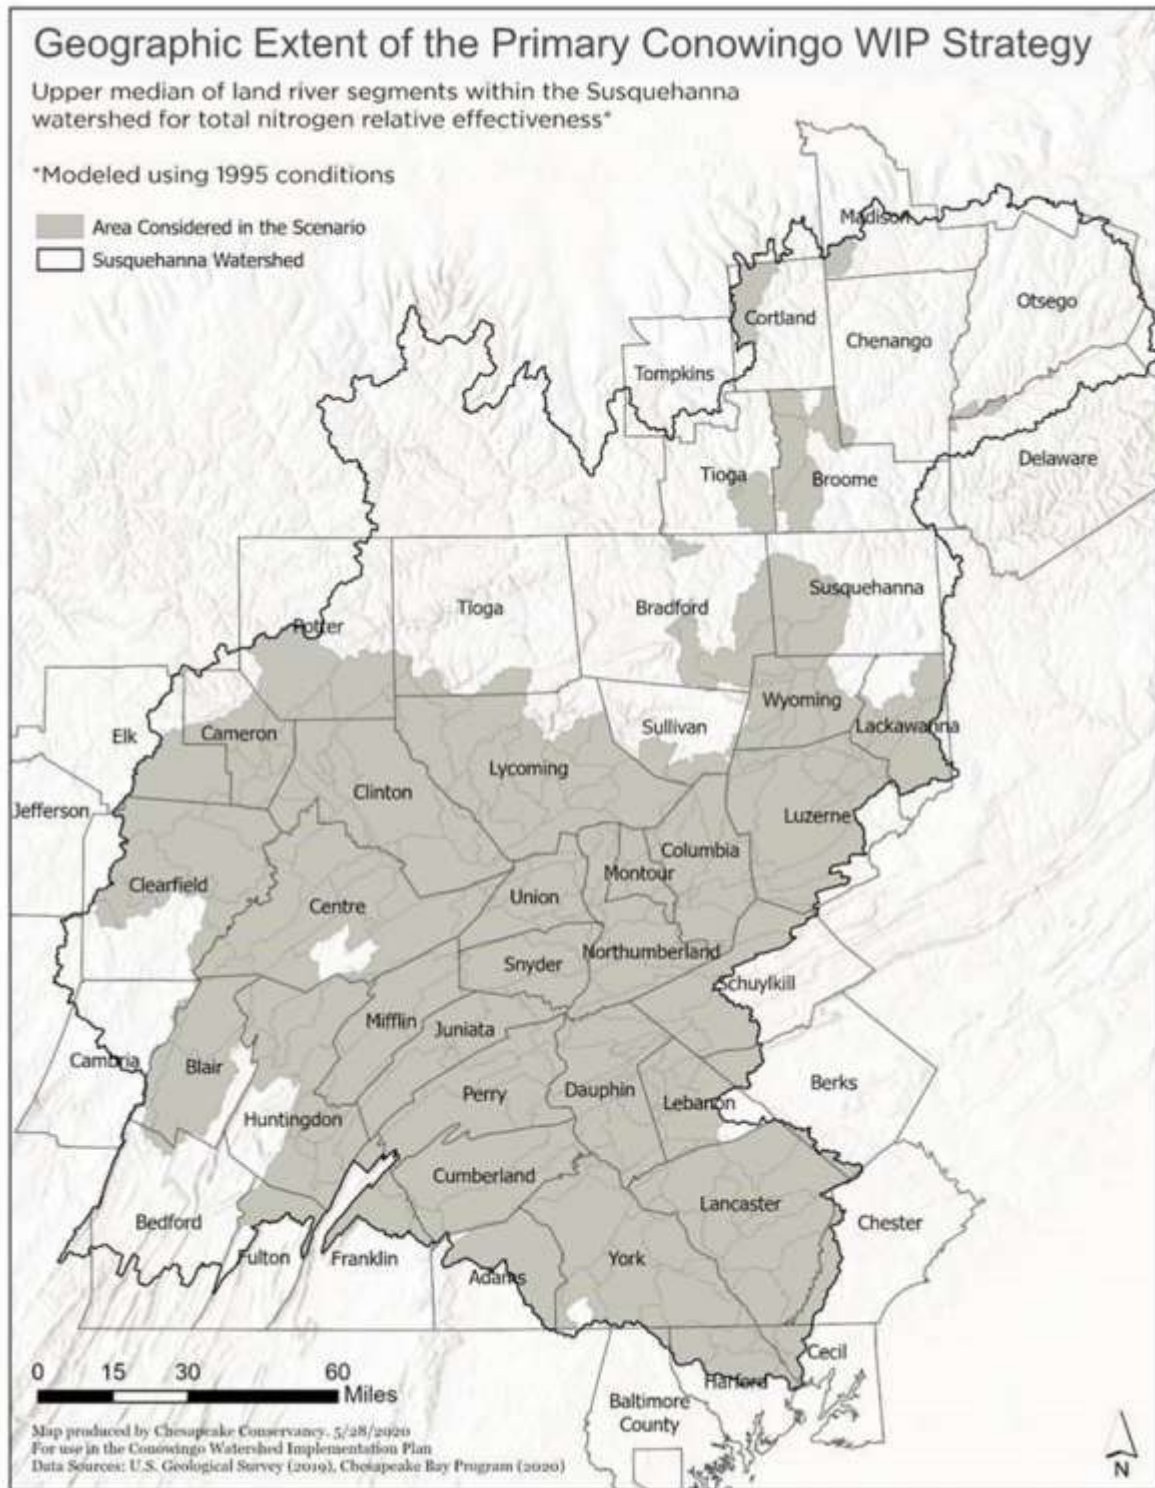 Geographic Extent of the Primary Conowingo WIP Strategy
Upper median of land river segments within the Susquehanna
watershed for total nitrogen relative effectiveness*
*Modeled using 1995 conditions
Area Considered in the Scenario
Susquehanna Watershed
Madison
Otsego
Cortland
Chenango
Tompkins
Delaware
Tioga
Broome
Susquehanna
Tioga
Bradford
Potter
Wyoming
Sullivan
Lackawanna
Elk
Cameron
Lycoming
Clinton
Jefferson
Luzerne
Columbia
Montour
Clearfield
Union
Centre
Northumberland
Snyder
Schuylkill
Mifflin
Juniata
Cambria
Blair
Berks
Perry
Dauphin
Lebanon
Huntingdon
Cumberland
Lancaster
Bedford
Chester
Fulton
Franklin
York
Adams
Cecil
Harford
Baltimore
County
0 15 30 60
Miles
Map produced by Chesapeake Conservancy. 5/28/2020
For use in the Conowingo Watershed Implementation Plan
Data Sources: U.S. Geological Survey (2019), Chesapeake Bay Program (2020)
N